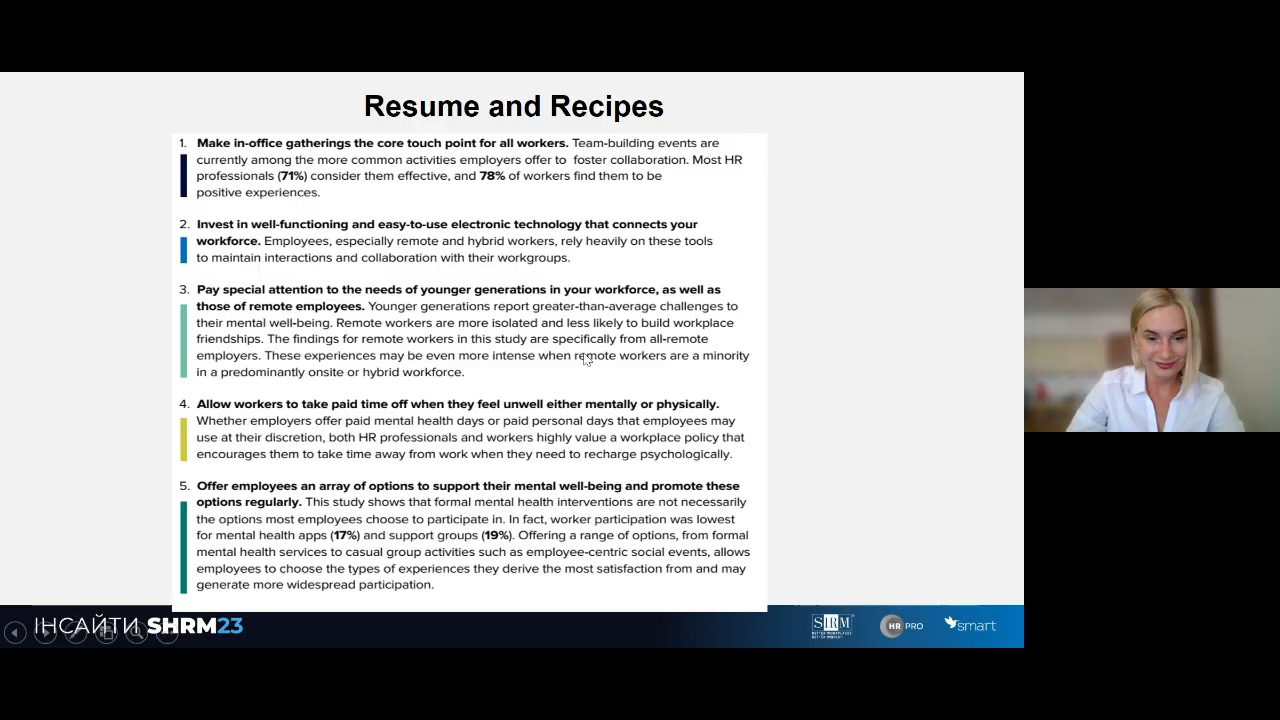 Resume and Recipes
1. Make in-office gatherings the core touch point for all workers. Team-building events are
currently among the more common activities employers offer to foster collaboration. Most HR
professionals (71%) consider them effective, and 78% of workers find them to be
positive experiences.
2. Invest in well-functioning and easy-to-use electronic technology that connects your
workforce. Employees, especially remote and hybrid workers, rely heavily on these tools
to maintain interactions and collaboration with their workgroups.
3. Pay special attention to the needs of younger generations in your workforce, as well as
those of remote employees. Younger generations report greater-than-average challenges to
their mental well-being. Remote workers are more isolated and less likely to build workplace
friendships. The findings for remote workers in this study are specifically from all-remote
employers. These experiences may be even more intense when remote workers are a minority
in a predominantly onsite or hybrid workforce.
4. Allow workers to take paid time off when they feel unwell either mentally or physically.
Whether employers offer paid mental health days or paid personal days that employees may
use at their discretion, both HR professionals and workers highly value a workplace policy that
encourages them to take time away from work when they need to recharge psychologically.
5. Offer employees an array of options to support their mental well-being and promote these
options regularly. This study shows that formal mental health interventions are not necessarily
the options most employees choose to participate in. In fact, worker participation was lowest
for mental health apps (17%) and support groups (19%). Offering a range of options, from formal
mental health services to casual group activities such as employee-centric social events, allows
employees to choose the types of experiences they derive the most satisfaction from and may
generate more widespread participation.
ІНСАЙТИ SHRM23
SHRM
HR PRO
smart